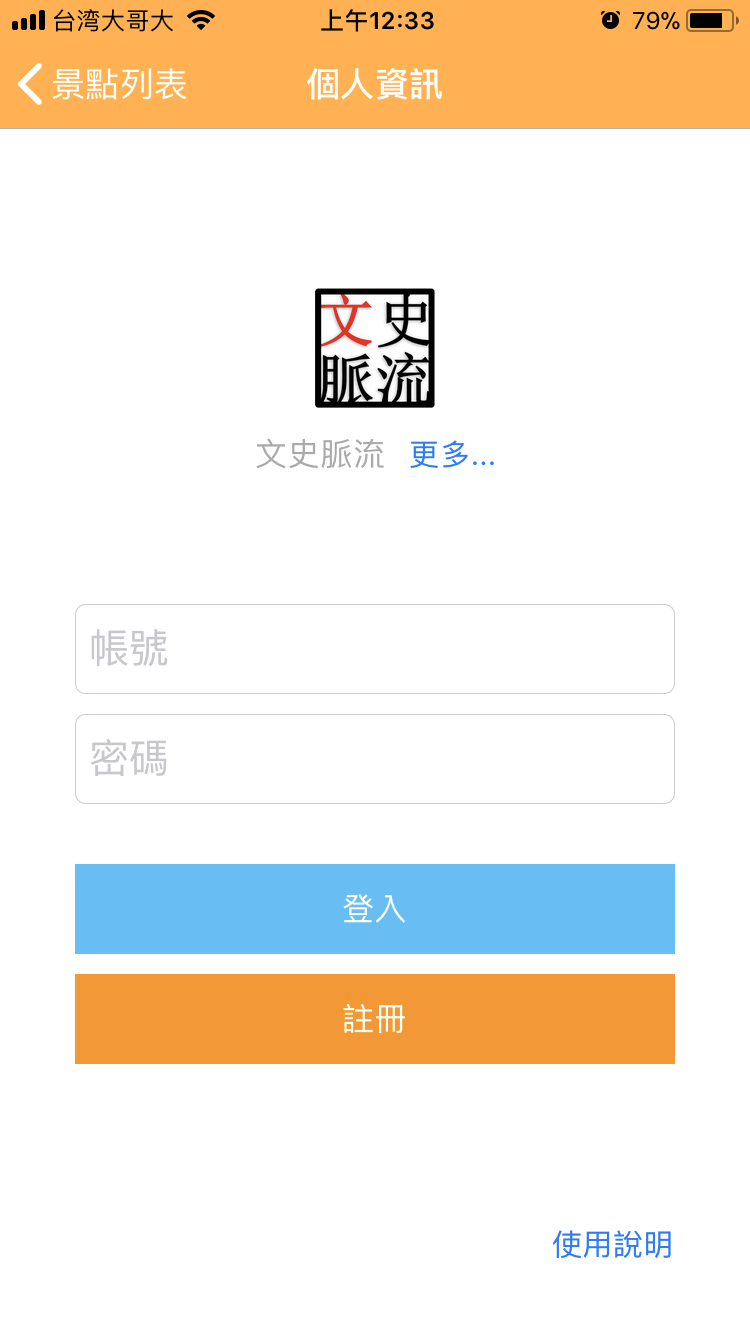 台湾大哥大 上午12:33 79%
景點列表 個人資訊
文史
脈流
文史脈流 更多...
帳號
密碼
登入
註冊
使用說明